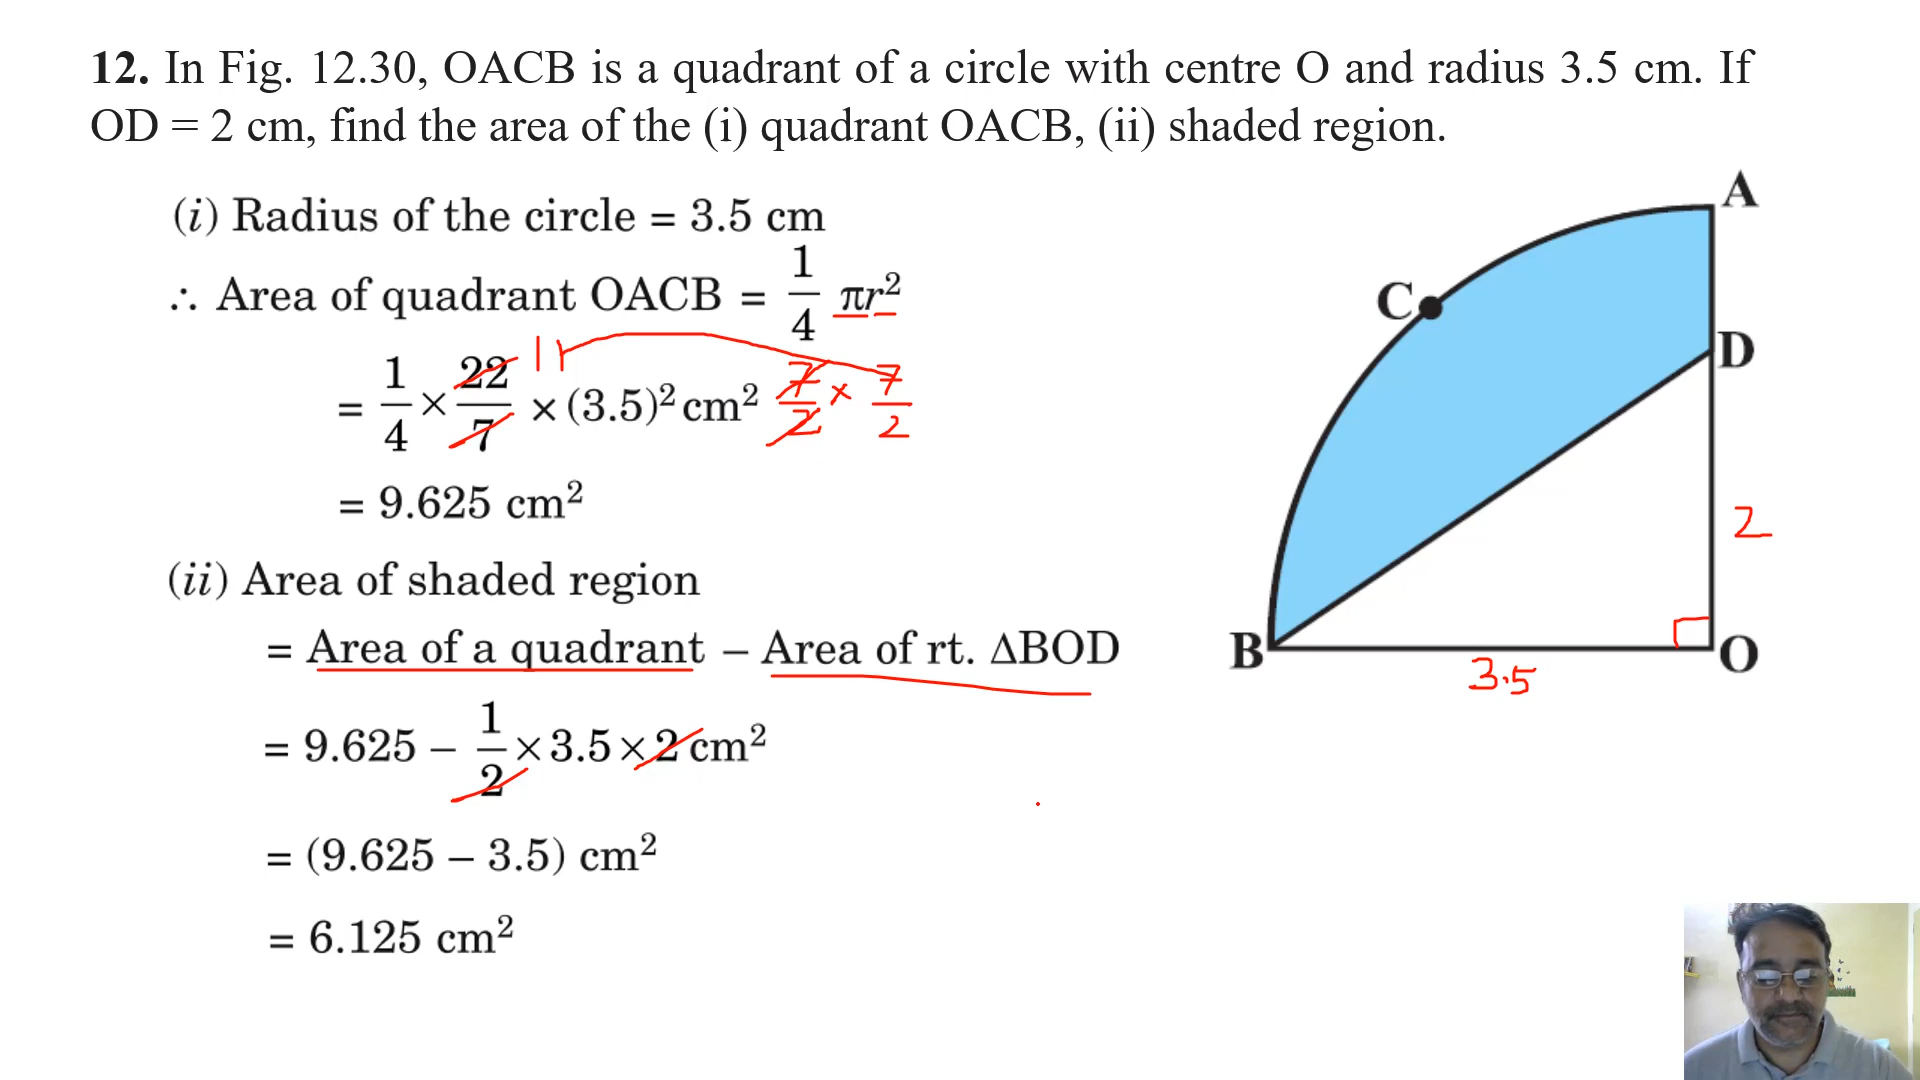 12. In Fig. 12.30, OACB is a quadrant of a circle with centre O and radius 3.5 cm. If
OD = 2 cm, find the area of the (i) quadrant OACB, (ii) shaded region.
(i) Radius of the circle = 3.5 cm
∴ Area of quadrant OACB = 1/4 πr²
= 1/4 × 22/7 × (3.5)² cm² 7/2 × 7/2
11
= 9.625 cm²
(ii) Area of shaded region
= Area of a quadrant – Area of rt. ΔBOD
= 9.625 – 1/2 × 3.5 × 2 cm²
= (9.625 – 3.5) cm²
= 6.125 cm²
A
C
D
2
B
O
3.5